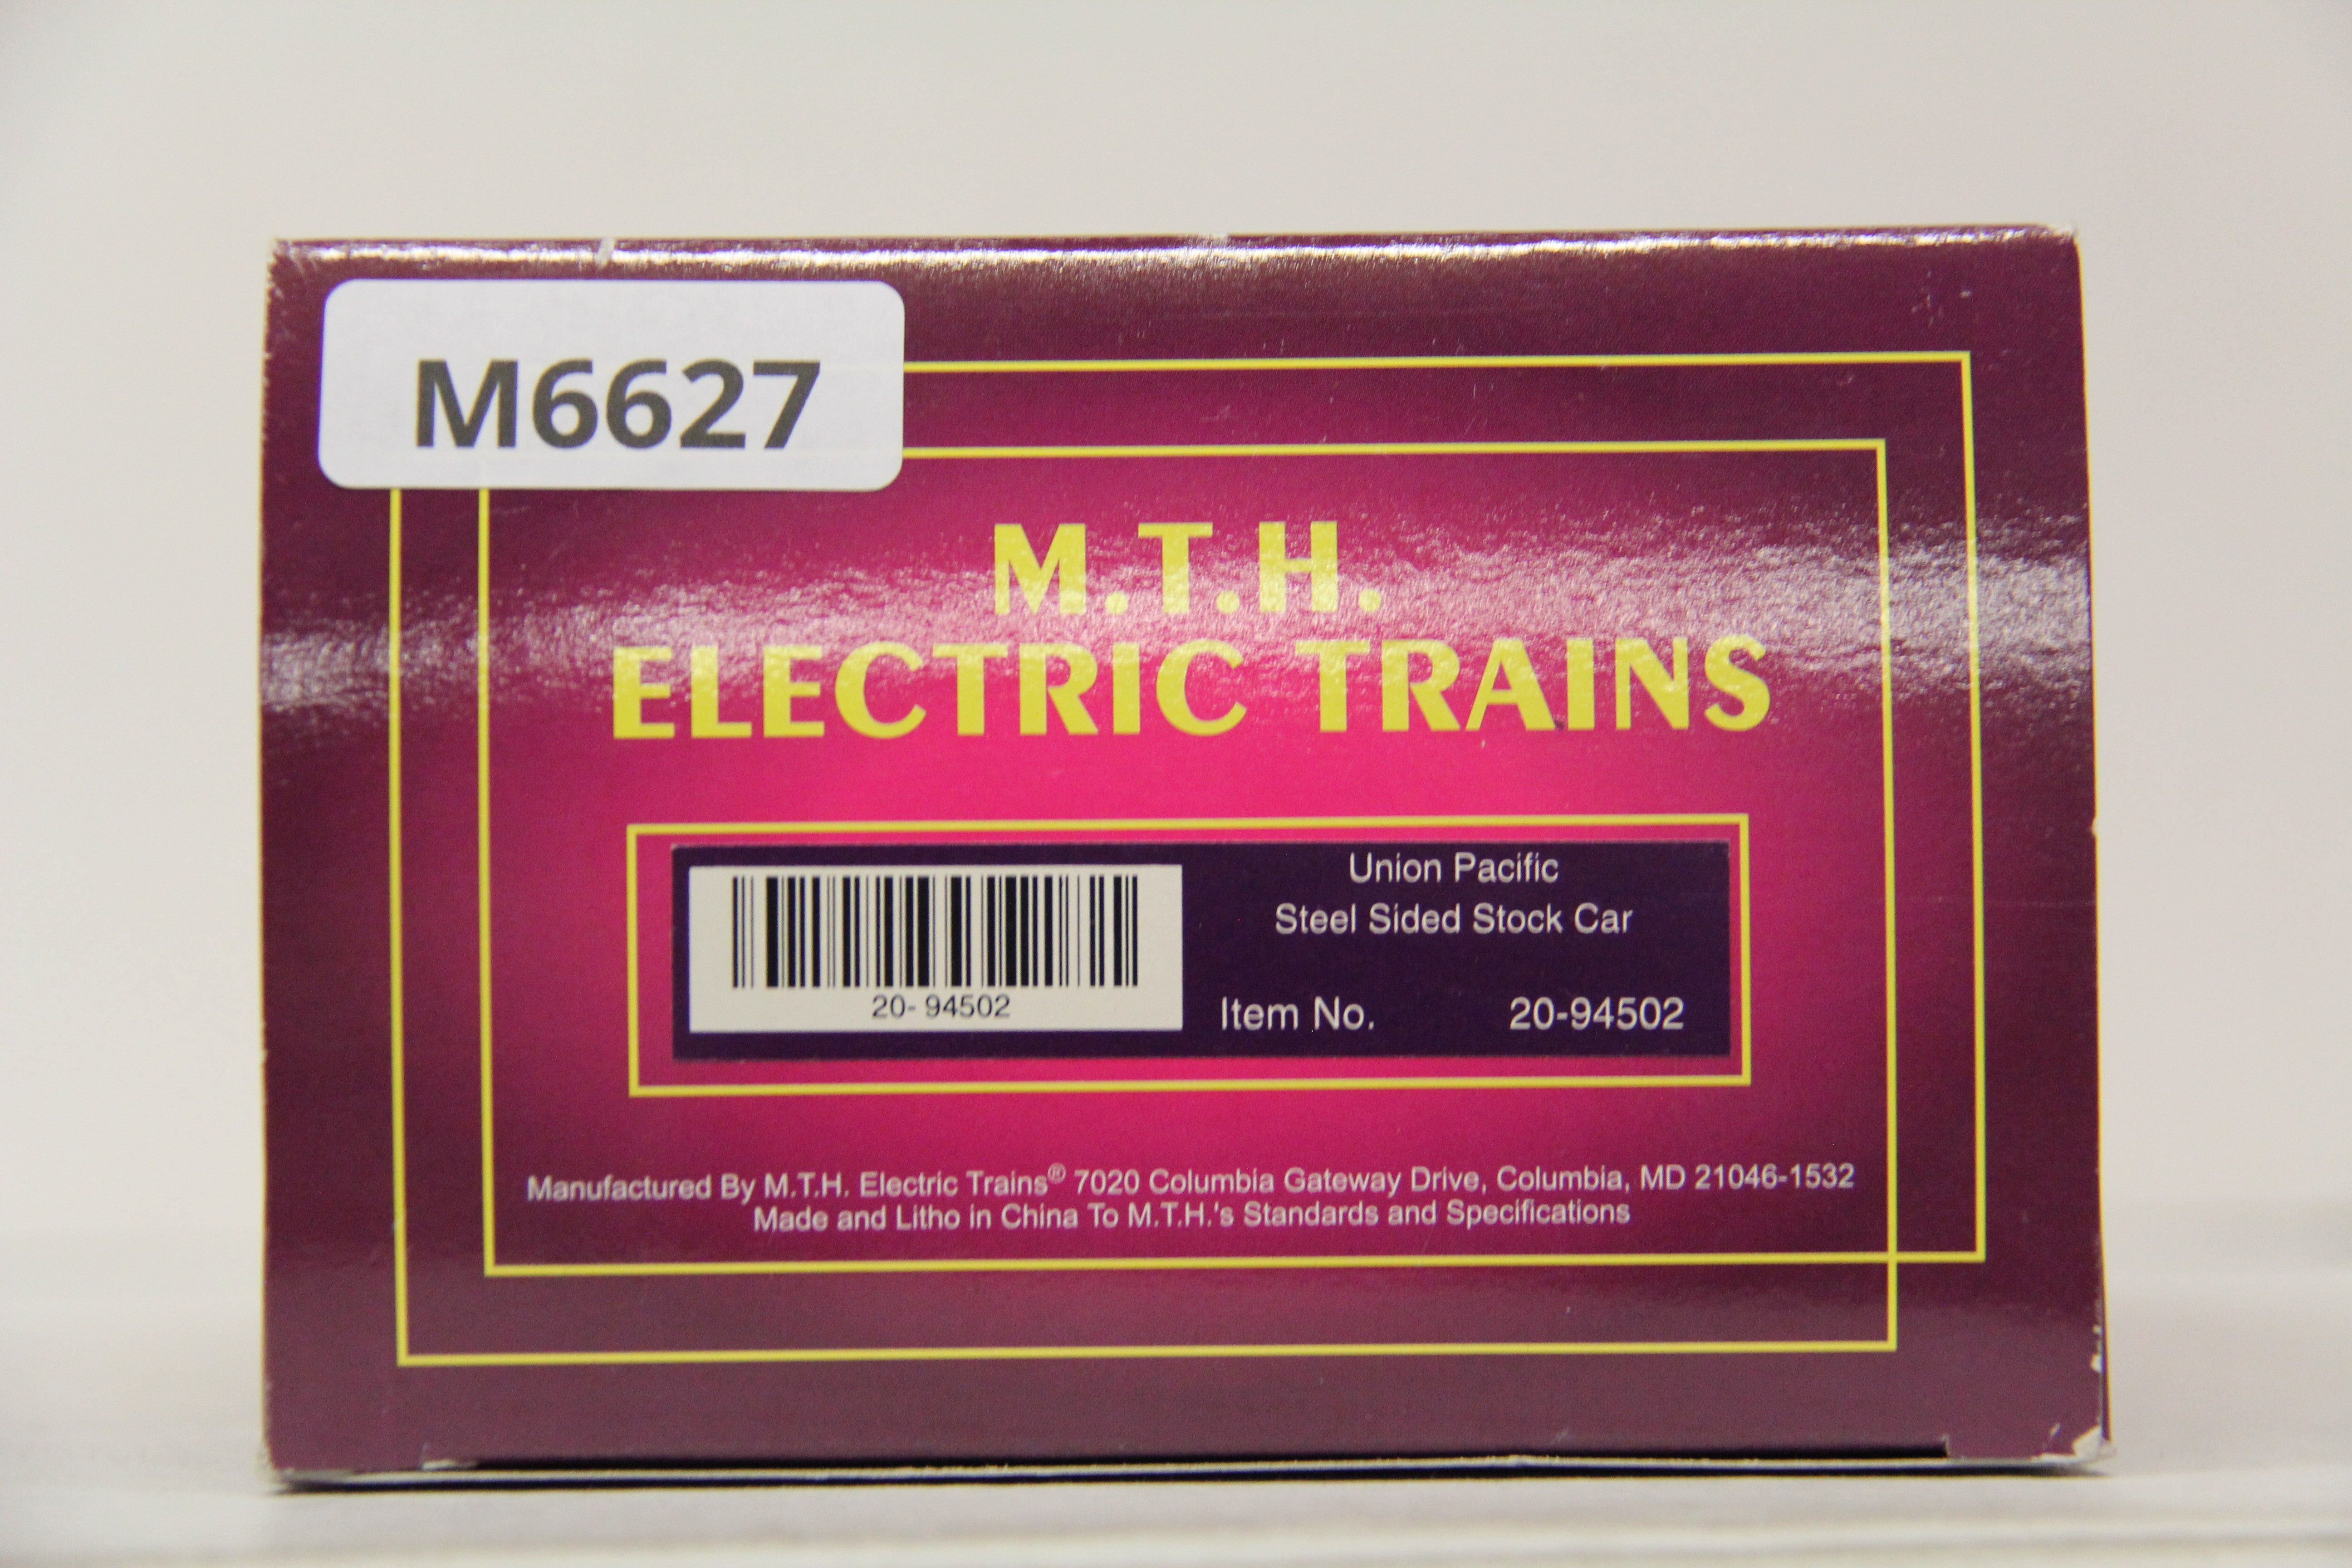 M6627
M.T.H.
ELECTRIC TRAINS
Union Pacific
Steel Sided Stock Car
20- 94502
Item No. 20-94502
Manufactured By M.T.H. Electric Trains® 7020 Columbia Gateway Drive, Columbia, MD 21046-1532
Made and Litho in China To M.T.H.'s Standards and Specifications